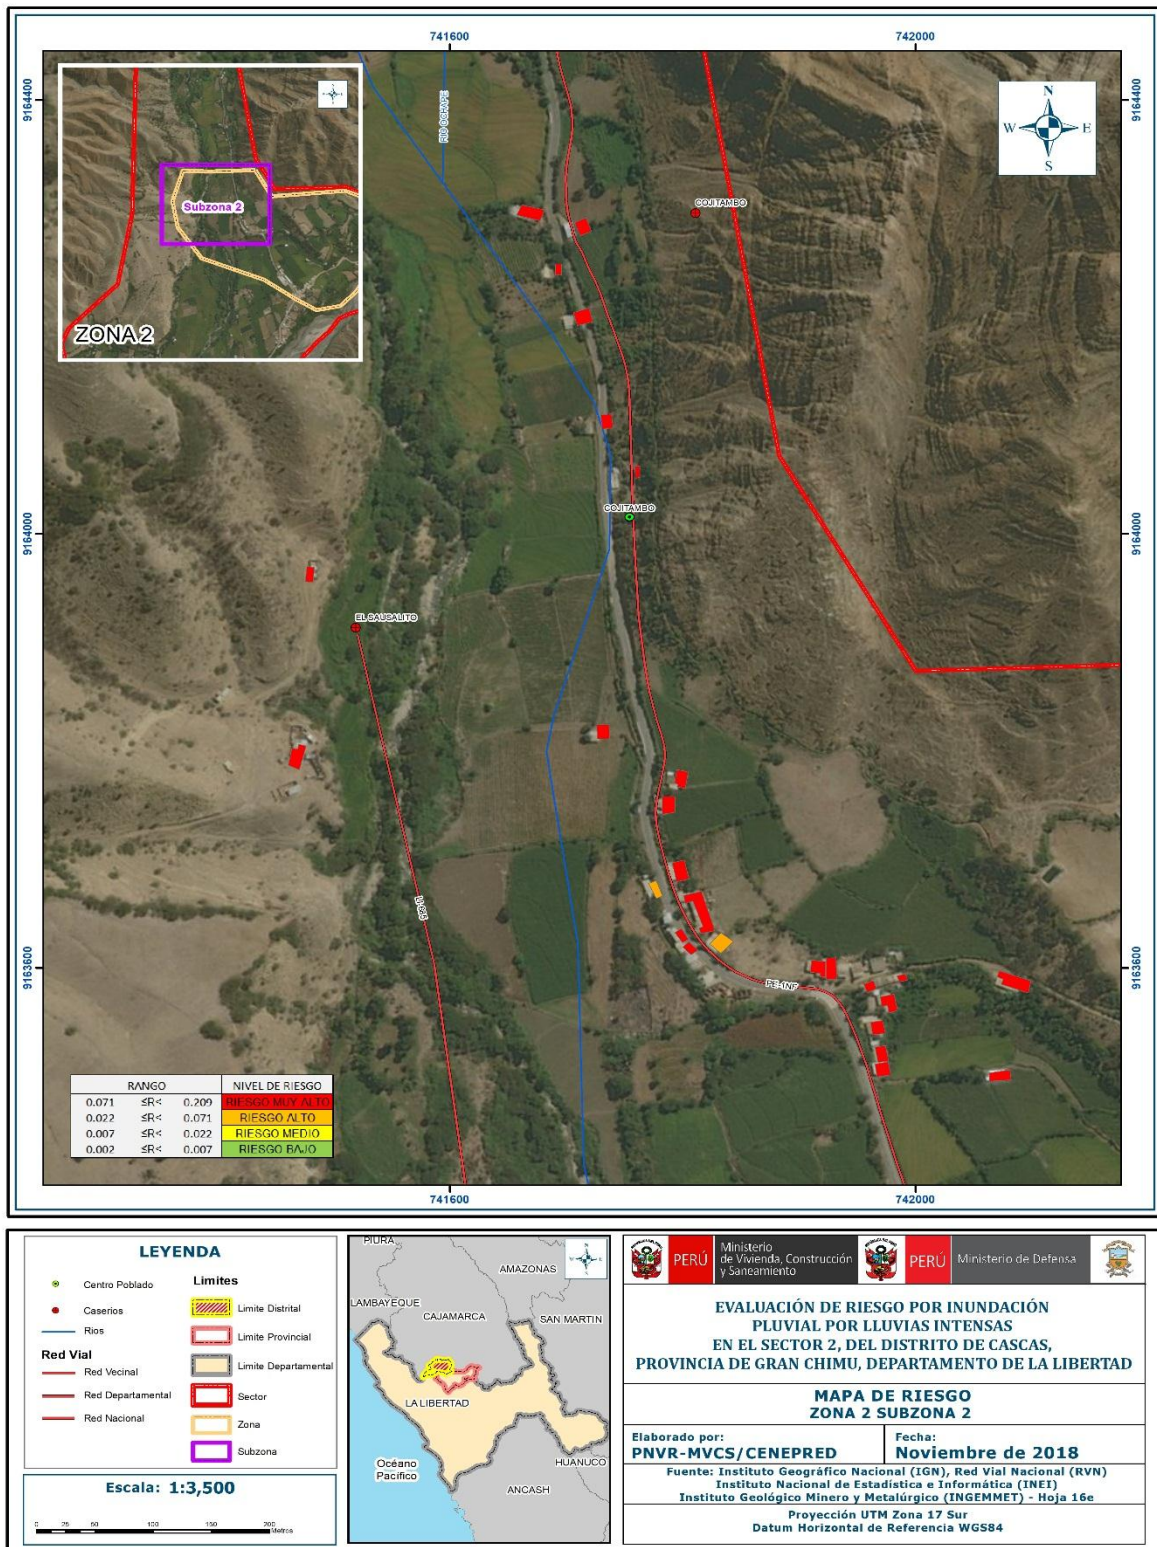 741600
742000
9164400
9164400
RIO OCHAPE
COJITAMBO
Subzona 2
ZONA 2
N
W
E
S
COJITAMBO
9164000
9164000
EL SAUSALITO
LI-815
PE-1NF
9163600
9163600
RANGO NIVEL DE RIESGO
0.071 ≤R< 0.209 RIESGO MUY ALTO
0.022 ≤R< 0.071 RIESGO ALTO
0.007 ≤R< 0.022 RIESGO MEDIO
0.002 ≤R< 0.007 RIESGO BAJO
741600
742000
LEYENDA
Centro Poblado
Caserios
Rios
Red Vial
Red Vecinal
Red Departamental
Red Nacional
Limites
Limite Distrital
Limite Provincial
Limite Departamental
Sector
Zona
Subzona
Escala: 1:3,500
0 25 50 100 150 200
Metros
PIURA
AMAZONAS
LAMBAYEQUE
CAJAMARCA
SAN MARTIN
LA LIBERTAD
Océano
Pacífico
HUANUCO
ANCASH
PERÚ
Ministerio
de Vivienda, Construcción
y Saneamiento
PERÚ
Ministerio de Defensa
EVALUACIÓN DE RIESGO POR INUNDACIÓN
PLUVIAL POR LLUVIAS INTENSAS
EN EL SECTOR 2, DEL DISTRITO DE CASCAS,
PROVINCIA DE GRAN CHIMU, DEPARTAMENTO DE LA LIBERTAD
MAPA DE RIESGO
ZONA 2 SUBZONA 2
Elaborado por:
PNVR-MVCS/CENEPRED
Fecha:
Noviembre de 2018
Fuente: Instituto Geográfico Nacional (IGN), Red Vial Nacional (RVN)
Instituto Nacional de Estadística e Informática (INEI)
Instituto Geológico Minero y Metalúrgico (INGEMMET) - Hoja 16e
Proyección UTM Zona 17 Sur
Datum Horizontal de Referencia WGS84